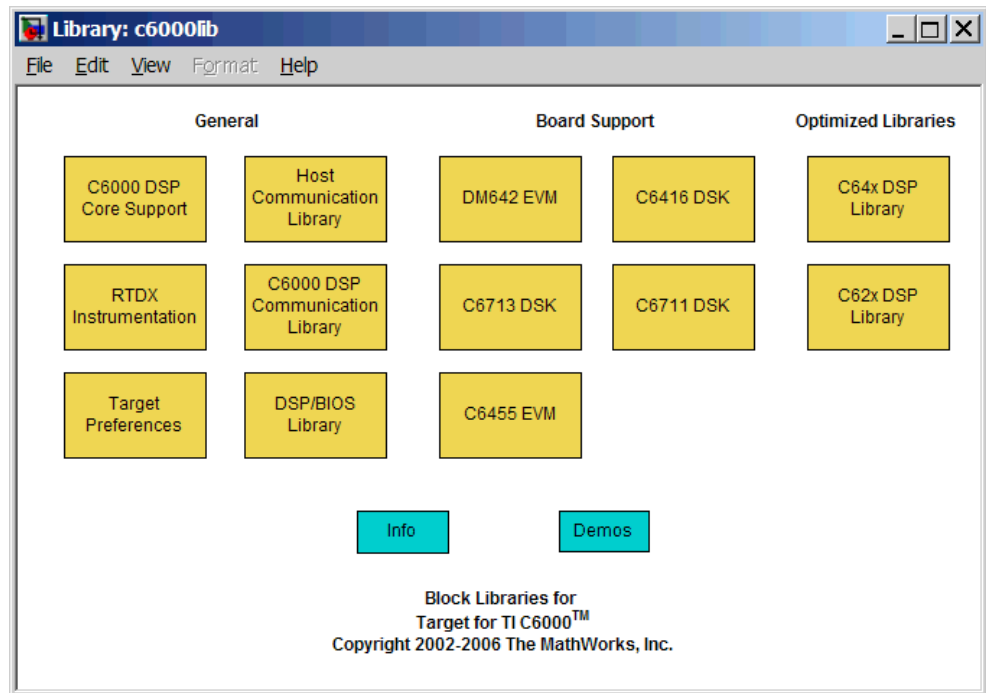 Library: c6000lib
File Edit View Format Help
General
Board Support
Optimized Libraries
C6000 DSP
Core Support
Host
Communication
Library
DM642 EVM
C6416 DSK
C64x DSP
Library
RTDX
Instrumentation
C6000 DSP
Communication
Library
C6713 DSK
C6711 DSK
C62x DSP
Library
Target
Preferences
DSP/BIOS
Library
C6455 EVM
Info
Demos
Block Libraries for
Target for TI C6000TM
Copyright 2002-2006 The MathWorks, Inc.